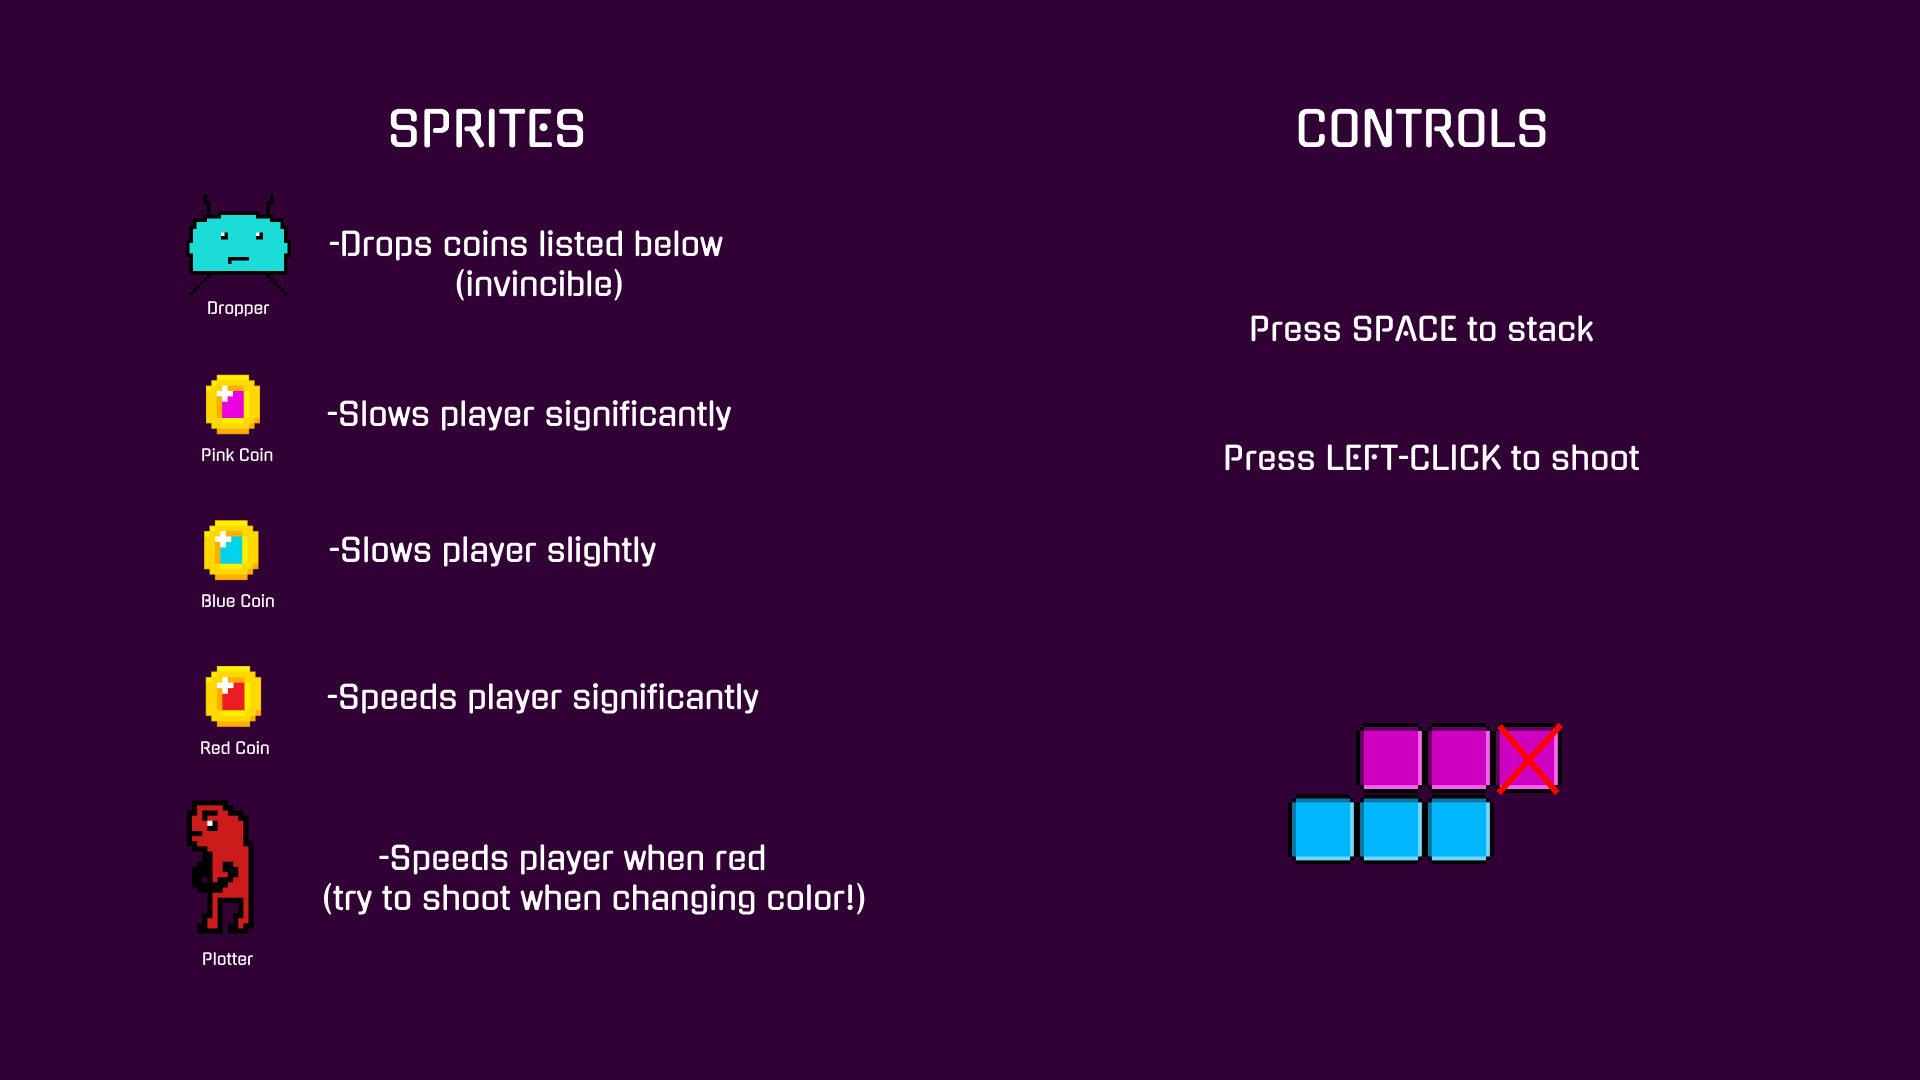 SPRITES
-Drops coins listed below
(invincible)
Dropper
-Slows player significantly
Pink Coin
-Slows player slightly
Blue Coin
-Speeds player significantly
Red Coin
-Speeds player when red
(try to shoot when changing color!)
Plotter
CONTROLS
Press SPACE to stack
Press LEFT-CLICK to shoot